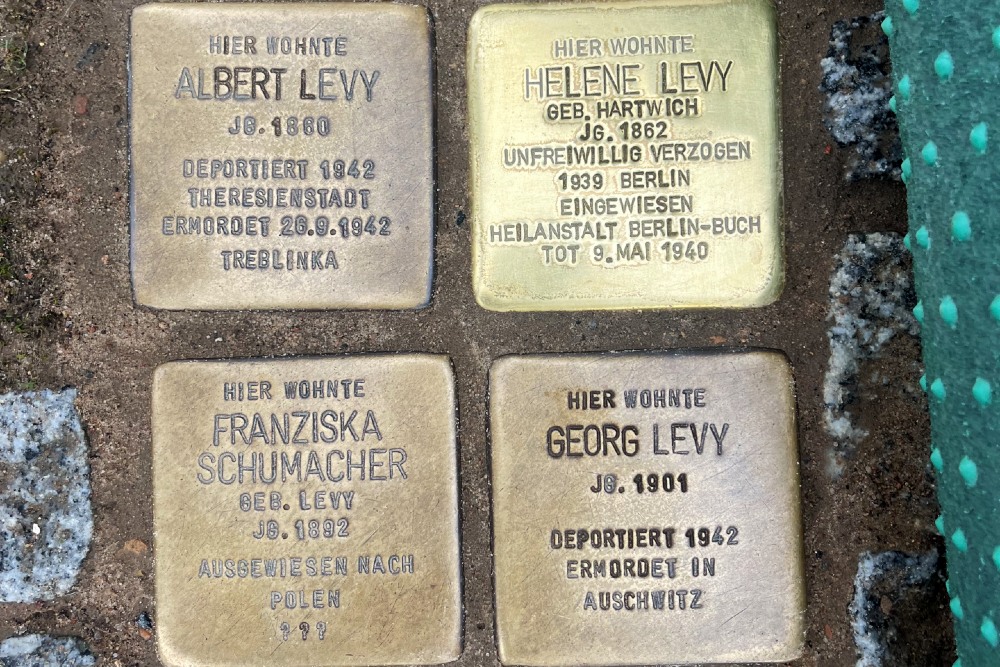 HIER WOHNTE
ALBERT LEVY
JG. 1860
DEPORTIERT 1942
THERESIENSTADT
ERMORDET 26.9.1942
TREBLINKA
HIER WOHNTE
HELENE LEVY
GEB. HARTWICH
JG. 1862
UNFREIWILLIG VERZOGEN
1939 BERLIN
EINGEWIESEN
HEILANSTALT BERLIN-BUCH
TOT 9. MAI 1940
HIER WOHNTE
FRANZISKA
SCHUMACHER
GEB. LEVY
JG. 1892
AUSGEWIESEN NACH
POLEN
???
HIER WOHNTE
GEORG LEVY
JG. 1901
DEPORTIERT 1942
ERMORDET IN
AUSCHWITZ